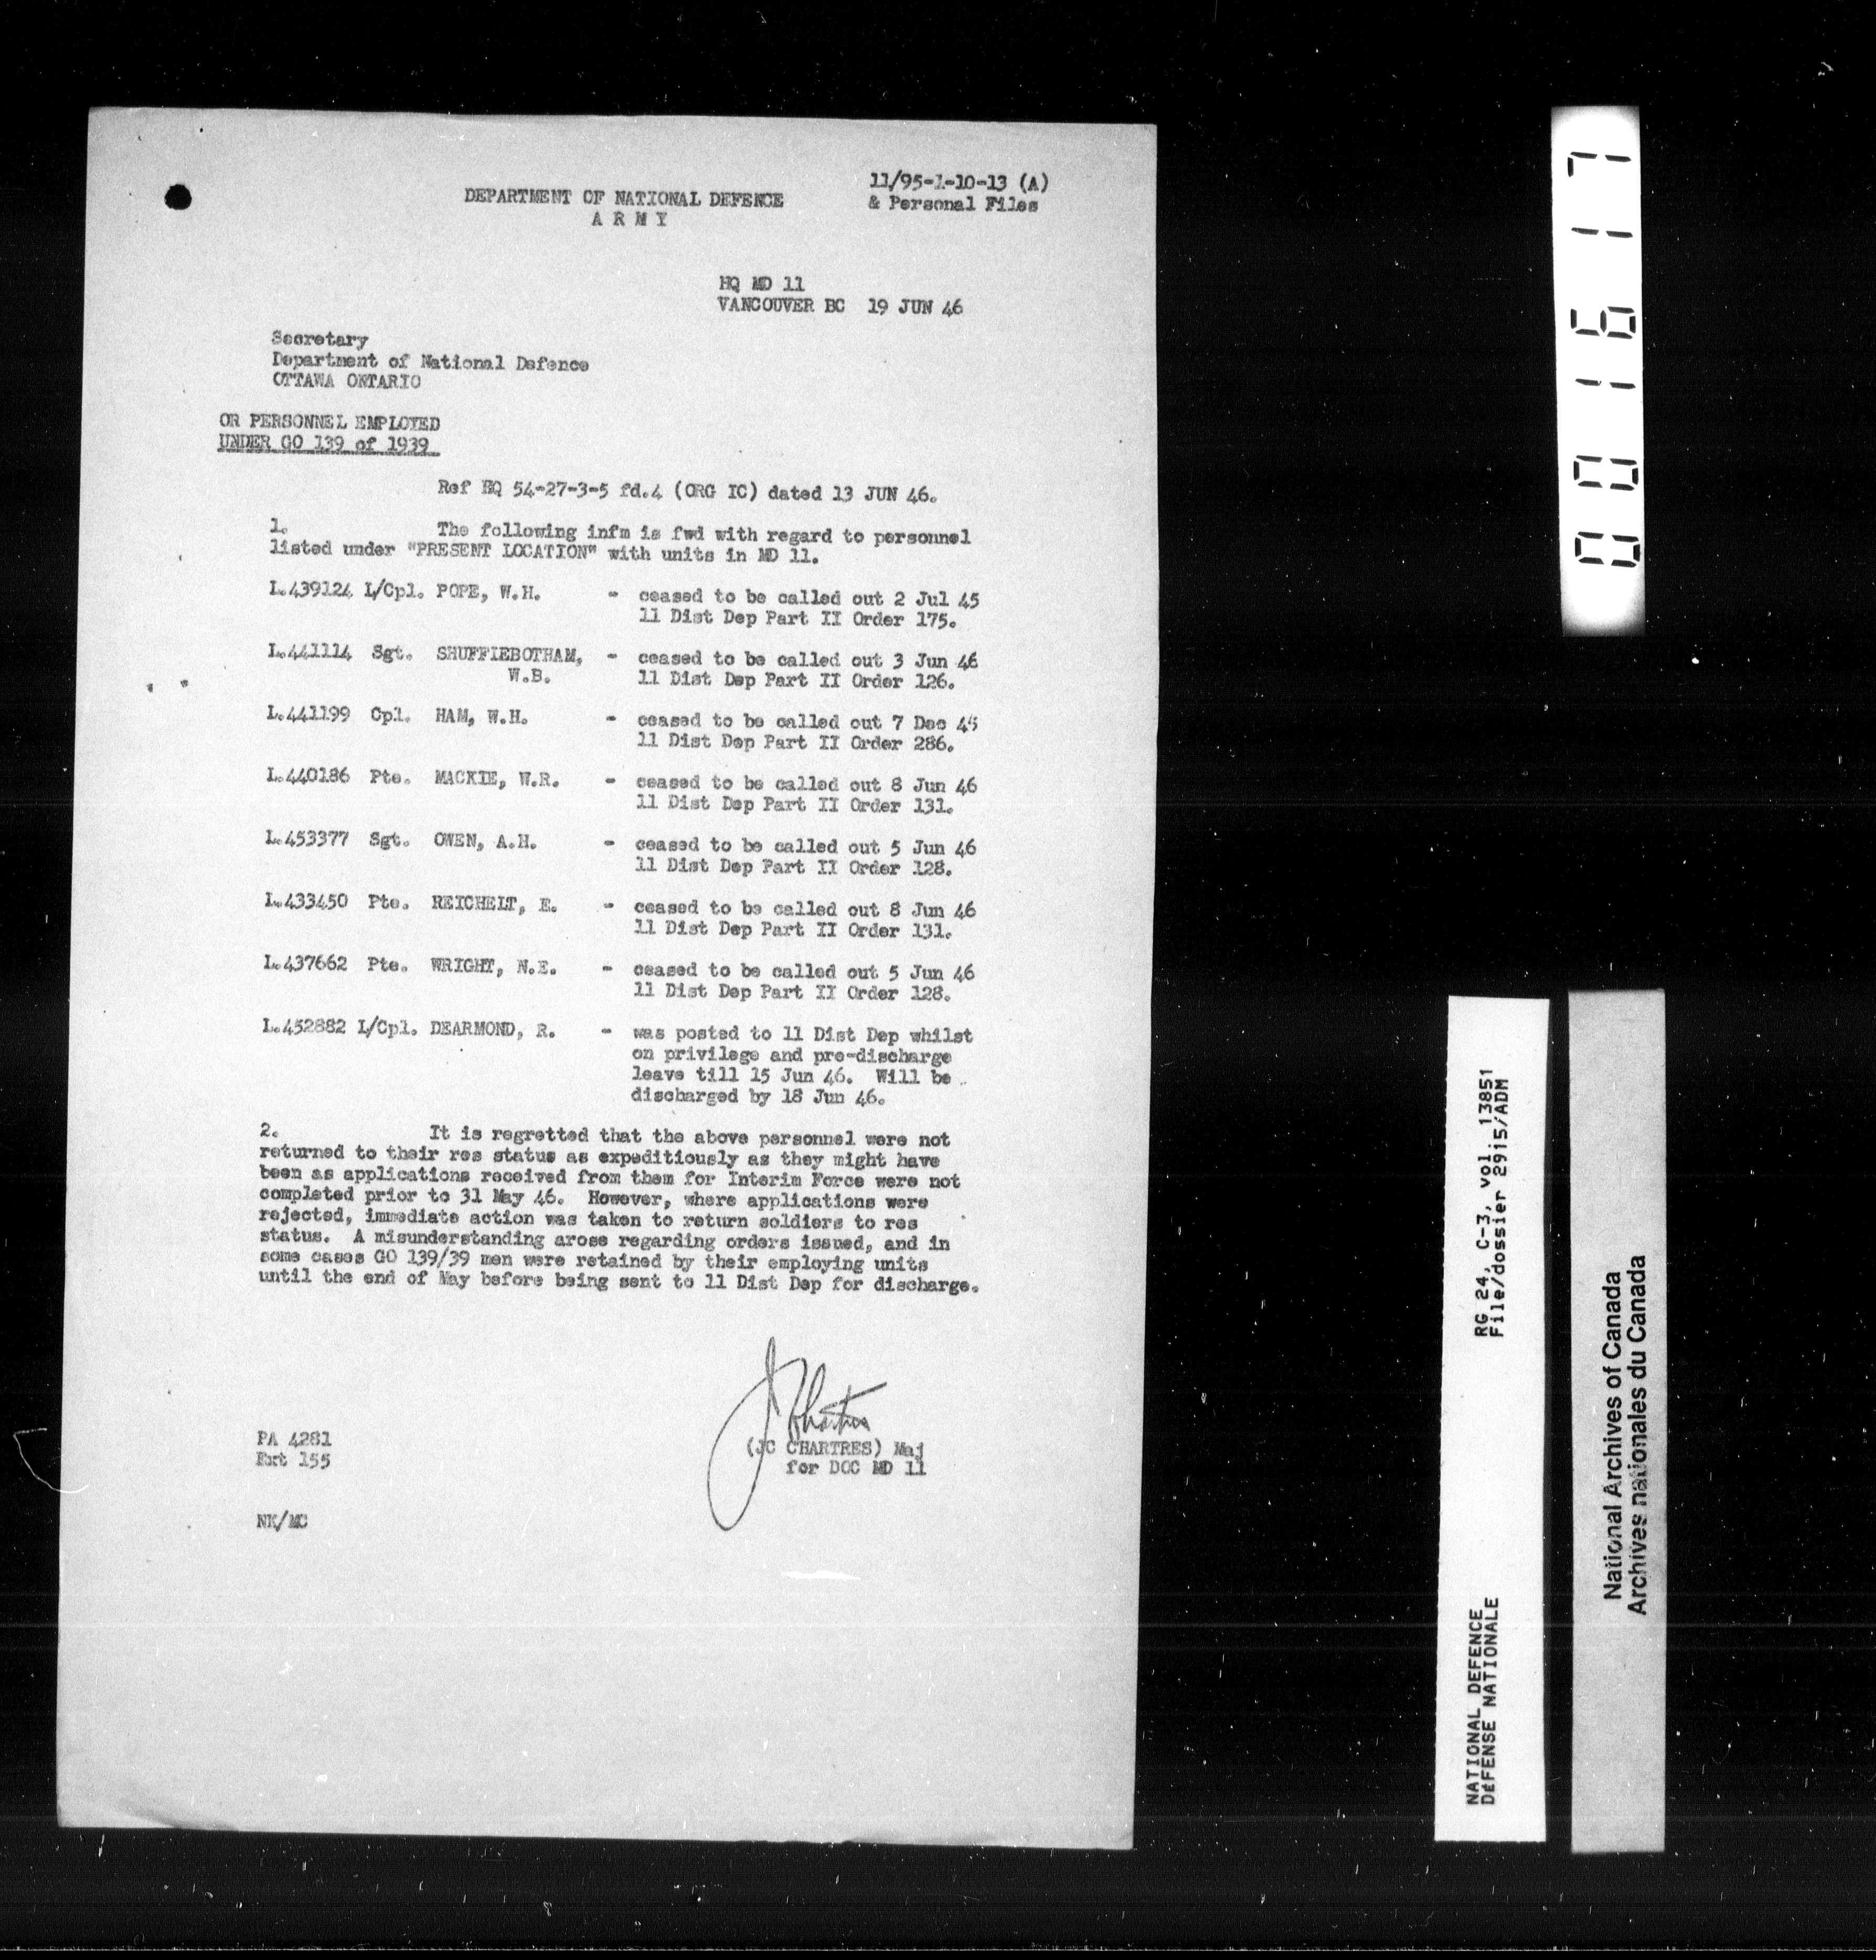 11/95-1-10-13 (A)
DEPARTMENT OF NATIONAL DEFENCE & Personal Files
A R M Y
HQ MD 11
VANCOUVER BC 19 JUN 46
Secretary
Department of National Defence
OTTAWA ONTARIO
OR PERSONNEL EMPLOYED
UNDER GO 139 of 1939
Ref HQ 54-27-3-5 fd.4 (ORG IC) dated 13 JUN 46.
1. The following infm is fwd with regard to personnel
listed under "PRESENT LOCATION" with units in MD 11.
L.439124 L/Cpl. POPE, W.H. - ceased to be called out 2 Jul 45
11 Dist Dep Part II Order 175.
L.441114 Sgt. SHUFFLEBOTHAM, - ceased to be called out 3 Jun 46
W.B. 11 Dist Dep Part II Order 126.
L.441199 Cpl. HAM, W.H. - ceased to be called out 7 Dec 45
11 Dist Dep Part II Order 286.
L.440186 Pte. MACKIE, W.R. - ceased to be called out 8 Jun 46
11 Dist Dep Part II Order 131.
L.453377 Sgt. OWEN, A.H. - ceased to be called out 5 Jun 46
11 Dist Dep Part II Order 128.
L.433450 Pte. REICHELT, E. - ceased to be called out 8 Jun 46
11 Dist Dep Part II Order 131.
L.437662 Pte. WRIGHT, N.E. - ceased to be called out 5 Jun 46
11 Dist Dep Part II Order 128.
L.452882 L/Cpl. DEARMOND, R. - was posted to 11 Dist Dep whilst
on privilege and pre-discharge
leave till 15 Jun 46. Will be
discharged by 18 Jun 46.
2. It is regretted that the above personnel were not
returned to their res status as expeditiously as they might have
been as applications received from them for Interim Force were not
completed prior to 31 May 46. However, where applications were
rejected, immediate action was taken to return soldiers to res
status. A misunderstanding arose regarding orders issued, and in
some cases GO 139/39 men were retained by their employing units
until the end of May before being sent to 11 Dist Dep for discharge.
J Chartres
PA 4281 (JC CHARTRES) Maj
Ext 155 for DOC MD 11
NK/MC
001617
NATIONAL DEFENCE RG 24, C-3, vol. 13851
DéFENSE NATIONALE File/dossier 2915/ADM
National Archives of Canada
Archives nationales du Canada